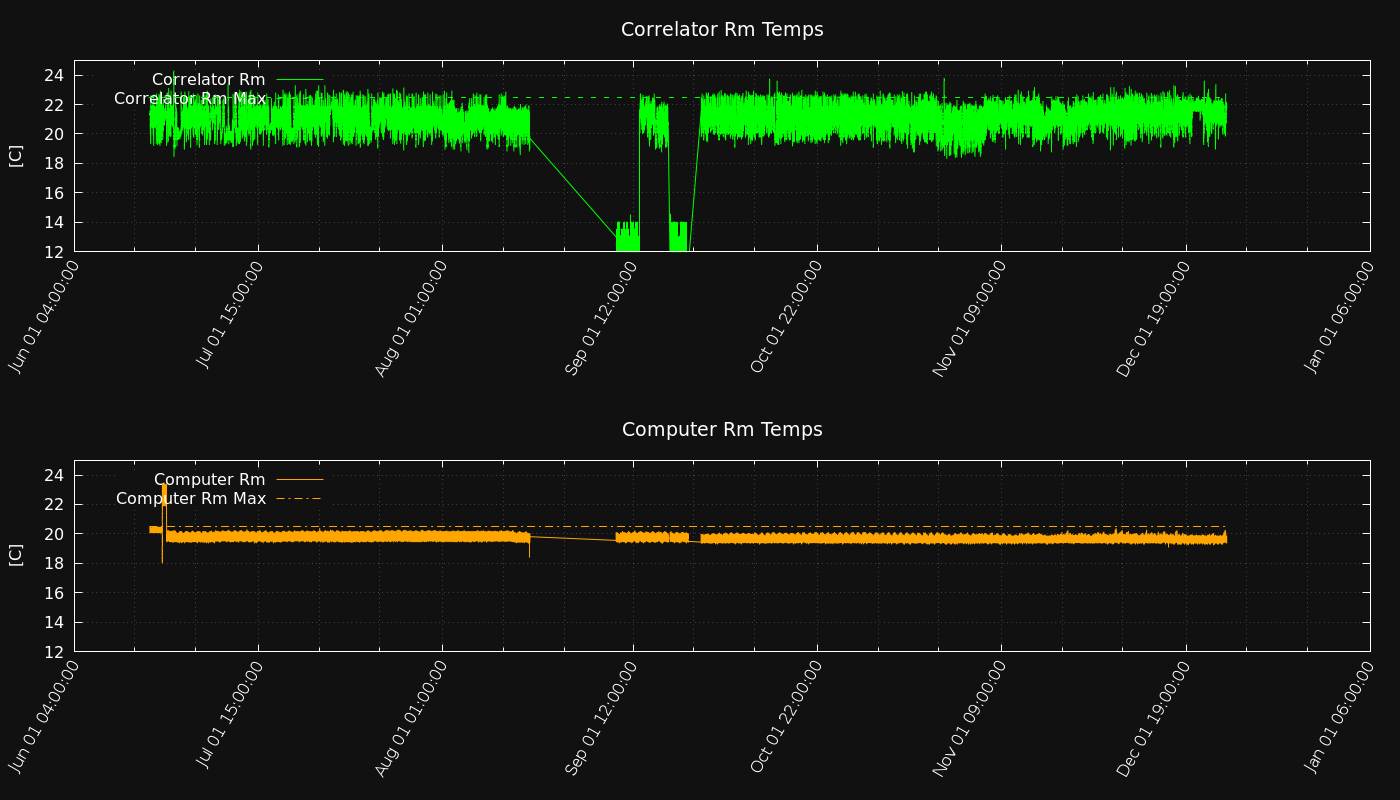 Correlator Rm Temps
24
22
20
18
16
14
12
[C]
Correlator Rm
Correlator Rm Max
Jun 01 04:00:00
Jul 01 15:00:00
Aug 01 01:00:00
Sep 01 12:00:00
Oct 01 22:00:00
Nov 01 09:00:00
Dec 01 19:00:00
Jan 01 06:00:00
Computer Rm Temps
24
22
20
18
16
14
12
[C]
Computer Rm
Computer Rm Max
Jun 01 04:00:00
Jul 01 15:00:00
Aug 01 01:00:00
Sep 01 12:00:00
Oct 01 22:00:00
Nov 01 09:00:00
Dec 01 19:00:00
Jan 01 06:00:00